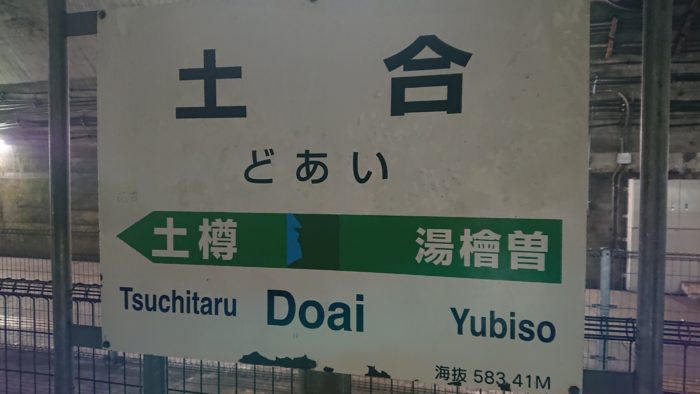 土合
どあい
土樽 湯檜曽
Tsuchitaru Doai Yubiso
海抜 583.41M